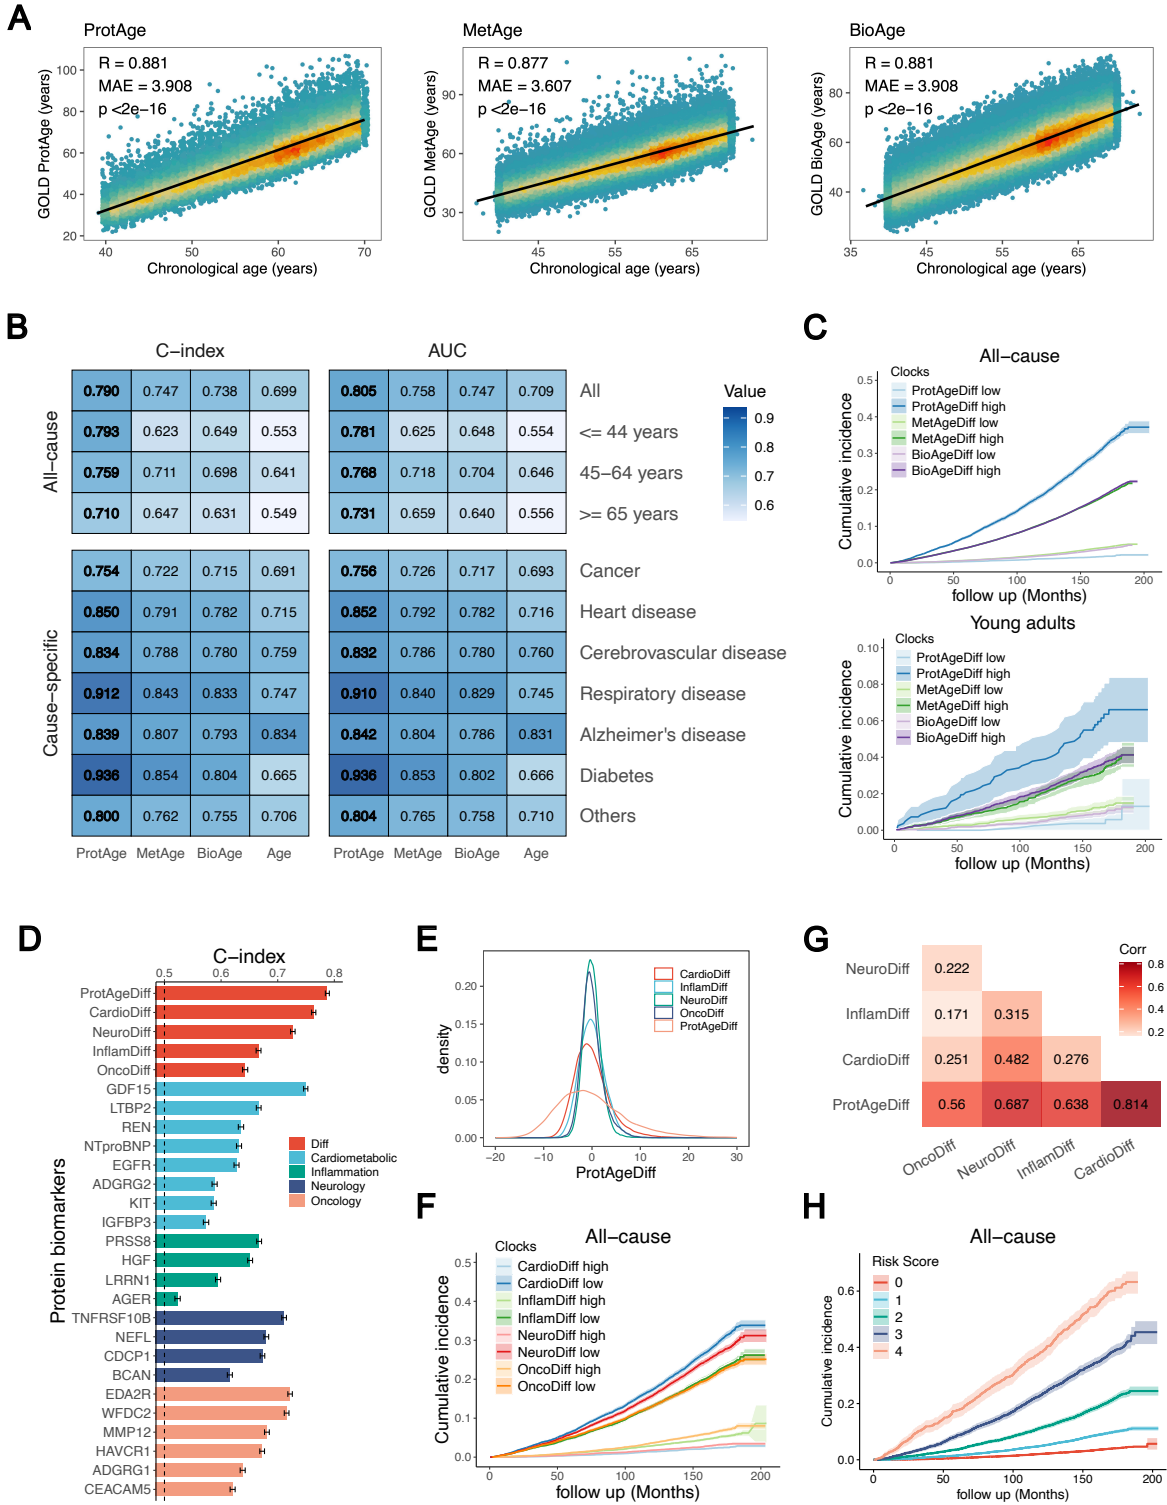 A
ProtAge
R = 0.881
MAE = 3.908
p <2e−16
GOLD ProtAge (years)
100
80
60
40
20
40
50
60
70
Chronological age (years)
MetAge
R = 0.877
MAE = 3.607
p <2e−16
GOLD MetAge (years)
90
60
30
45
55
65
Chronological age (years)
BioAge
R = 0.881
MAE = 3.908
p <2e−16
GOLD BioAge (years)
80
60
40
35
45
55
65
Chronological age (years)
B
C−index
AUC
All−cause
0.790 0.747 0.738 0.699 0.805 0.758 0.747 0.709 All
0.793 0.623 0.649 0.553 0.781 0.625 0.648 0.554 <= 44 years
0.759 0.711 0.698 0.641 0.768 0.718 0.704 0.646 45−64 years
0.710 0.647 0.631 0.549 0.731 0.659 0.640 0.556 >= 65 years
Cause−specific
0.754 0.722 0.715 0.691 0.756 0.726 0.717 0.693 Cancer
0.850 0.791 0.782 0.715 0.852 0.792 0.782 0.716 Heart disease
0.834 0.788 0.780 0.759 0.832 0.786 0.780 0.760 Cerebrovascular disease
0.912 0.843 0.833 0.747 0.910 0.840 0.829 0.745 Respiratory disease
0.839 0.807 0.793 0.834 0.842 0.804 0.786 0.831 Alzheimer's disease
0.936 0.854 0.804 0.665 0.936 0.853 0.802 0.666 Diabetes
0.800 0.762 0.755 0.706 0.804 0.765 0.758 0.710 Others
ProtAge MetAge BioAge Age ProtAge MetAge BioAge Age
Value
0.9
0.8
0.7
0.6
C
All−cause
Clocks
ProtAgeDiff low
ProtAgeDiff high
MetAgeDiff low
MetAgeDiff high
BioAgeDiff low
BioAgeDiff high
Cumulative incidence
0.5
0.4
0.3
0.2
0.1
0.0
0 50 100 150 200
follow up (Months)
Young adults
Clocks
ProtAgeDiff low
ProtAgeDiff high
MetAgeDiff low
MetAgeDiff high
BioAgeDiff low
BioAgeDiff high
Cumulative incidence
0.10
0.08
0.06
0.04
0.02
0.00
0 50 100 150 200
follow up (Months)
D
C−index
0.5 0.6 0.7 0.8
Protein biomarkers
ProtAgeDiff
CardioDiff
NeuroDiff
InflamDiff
OncoDiff
GDF15
LTBP2
REN
NTproBNP
EGFR
ADGRG2
KIT
IGFBP3
PRSS8
HGF
LRRN1
AGER
TNFRSF10B
NEFL
CDCP1
BCAN
EDA2R
WFDC2
MMP12
HAVCR1
ADGRG1
CEACAM5
Diff
Cardiometabolic
Inflammation
Neurology
Oncology
E
density
0.20
0.15
0.10
0.05
0.00
−20 −10 0 10 20 30
ProtAgeDiff
CardioDiff
InflamDiff
NeuroDiff
OncoDiff
ProtAgeDiff
F
All−cause
Clocks
CardioDiff high
CardioDiff low
InflamDiff high
InflamDiff low
NeuroDiff high
NeuroDiff low
OncoDiff high
OncoDiff low
Cumulative incidence
0.5
0.4
0.3
0.2
0.1
0.0
0 50 100 150 200
follow up (Months)
G
NeuroDiff 0.222
InflamDiff 0.171 0.315
CardioDiff 0.251 0.482 0.276
ProtAgeDiff 0.56 0.687 0.638 0.814
OncoDiff NeuroDiff InflamDiff CardioDiff
Corr
0.8
0.6
0.4
0.2
H
All−cause
Risk Score
0
1
2
3
4
Cumulative incidence
0.6
0.4
0.2
0.0
0 50 100 150 200
follow up (Months)